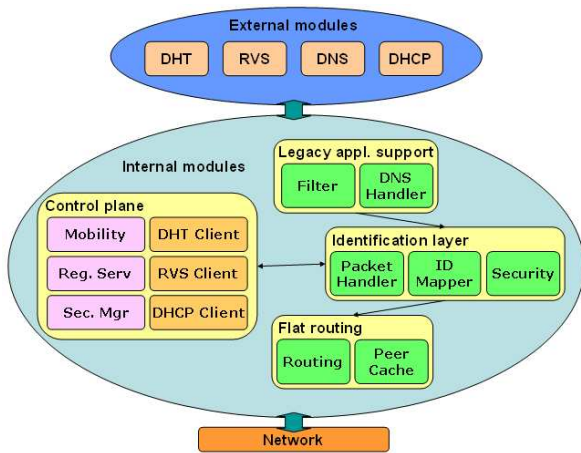 External modules
DHT
RVS
DNS
DHCP
Internal modules
Legacy appl. support
Filter
DNS
Handler
Control plane
Mobility
DHT Client
Reg. Serv
RVS Client
Sec. Mgr
DHCP Client
Identification layer
Packet
Handler
ID
Mapper
Security
Flat routing
Routing
Peer
Cache
Network